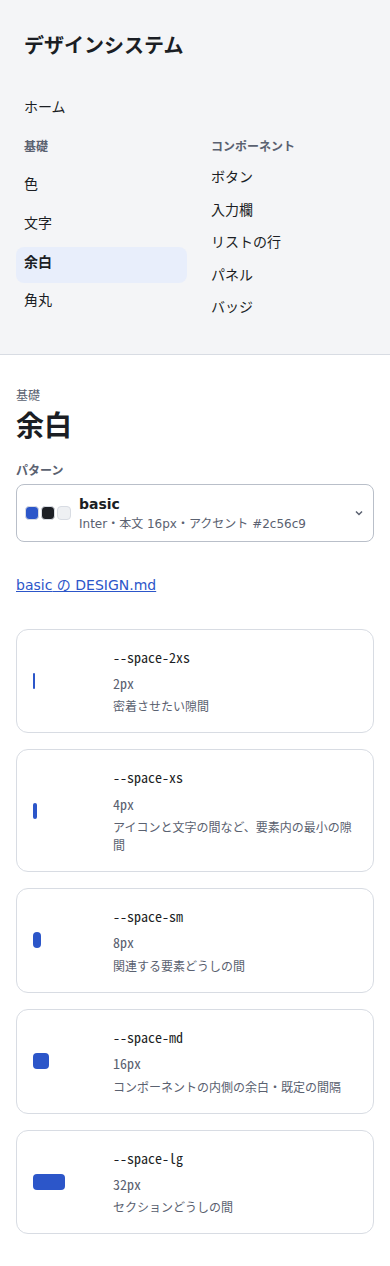 デザインシステム
ホーム
基礎
色
文字
余白
角丸
コンポーネント
ボタン
入力欄
リストの行
パネル
バッジ
基礎
余白
パターン
basic
Inter・本文 16px・アクセント #2c56c9
basic の DESIGN.md
--space-2xs
2px
密着させたい隙間
--space-xs
4px
アイコンと文字の間など、要素内の最小の隙
間
--space-sm
8px
関連する要素どうしの間
--space-md
16px
コンポーネントの内側の余白・既定の間隔
--space-lg
32px
セクションどうしの間